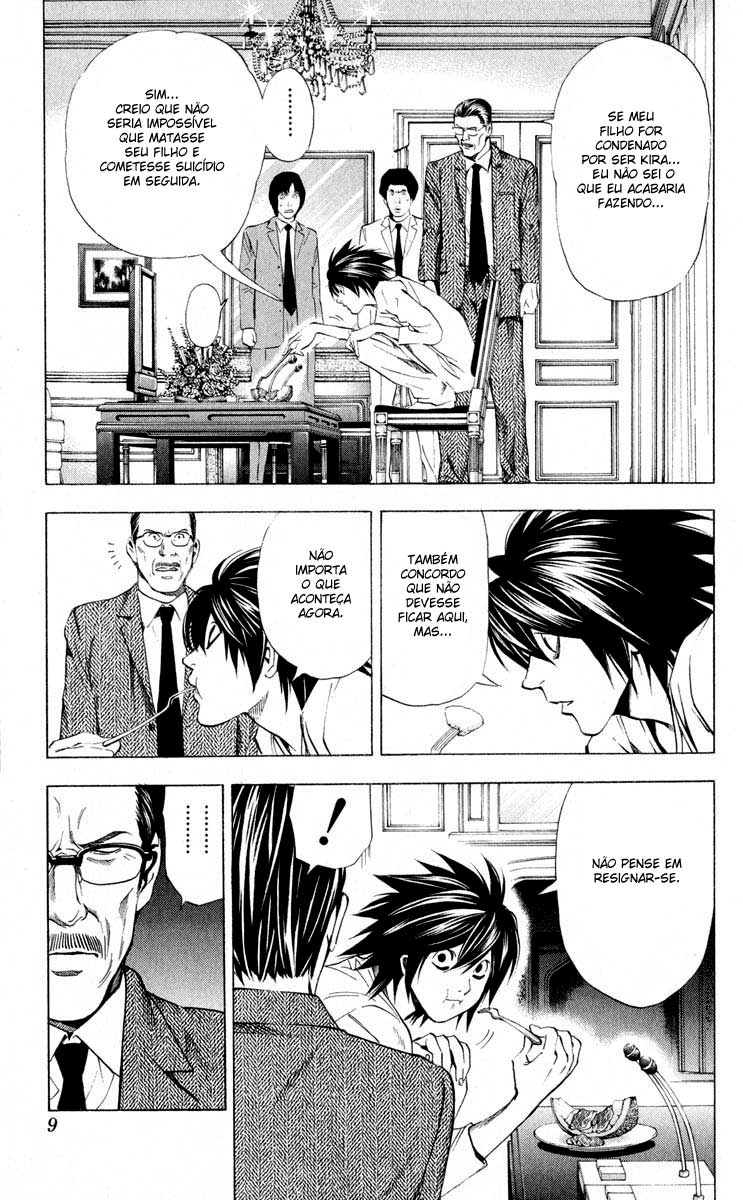 SE MEU
FILHO FOR
CONDENADO
POR SER KIRA...
EU NÃO SEI O
QUE EU ACABARIA
FAZENDO...
........
SIM...
CREIO QUE NÃO
SERIA IMPOSSÍVEL
QUE MATASSE
SEU FILHO E
COMETESSE SUICÍDIO
EM SEGUIDA.
...
TAMBÉM
CONCORDO
QUE NÃO
DEVESSE
FICAR AQUI,
MAS...
NÃO
IMPORTA
O QUE
ACONTEÇA
AGORA.
NÃO PENSE EM
RESIGNAR-SE.
!
........
9